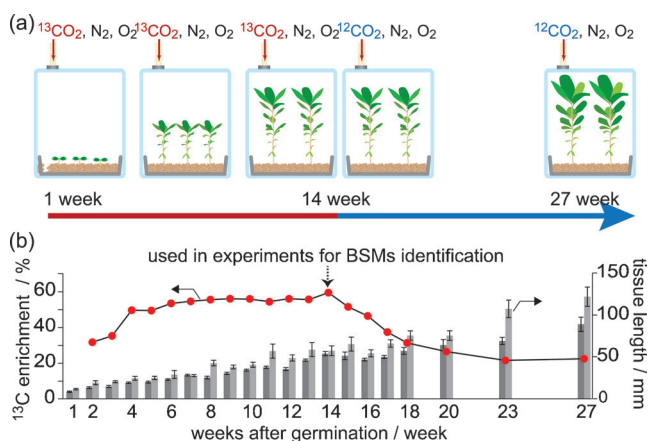 (a)
¹³CO₂, N₂, O₂ ¹³CO₂, N₂, O₂ ¹³CO₂, N₂, O₂ ¹²CO₂, N₂, O₂ ¹²CO₂, N₂, O₂
1 week 14 week 27 week
(b)
used in experiments for BSMs identification
¹³C enrichment / %
60
40
20
0
150
100
50
0
tissue length / mm
1 2 4 6 8 10 12 14 16 18 20 23 27
weeks after germination / week